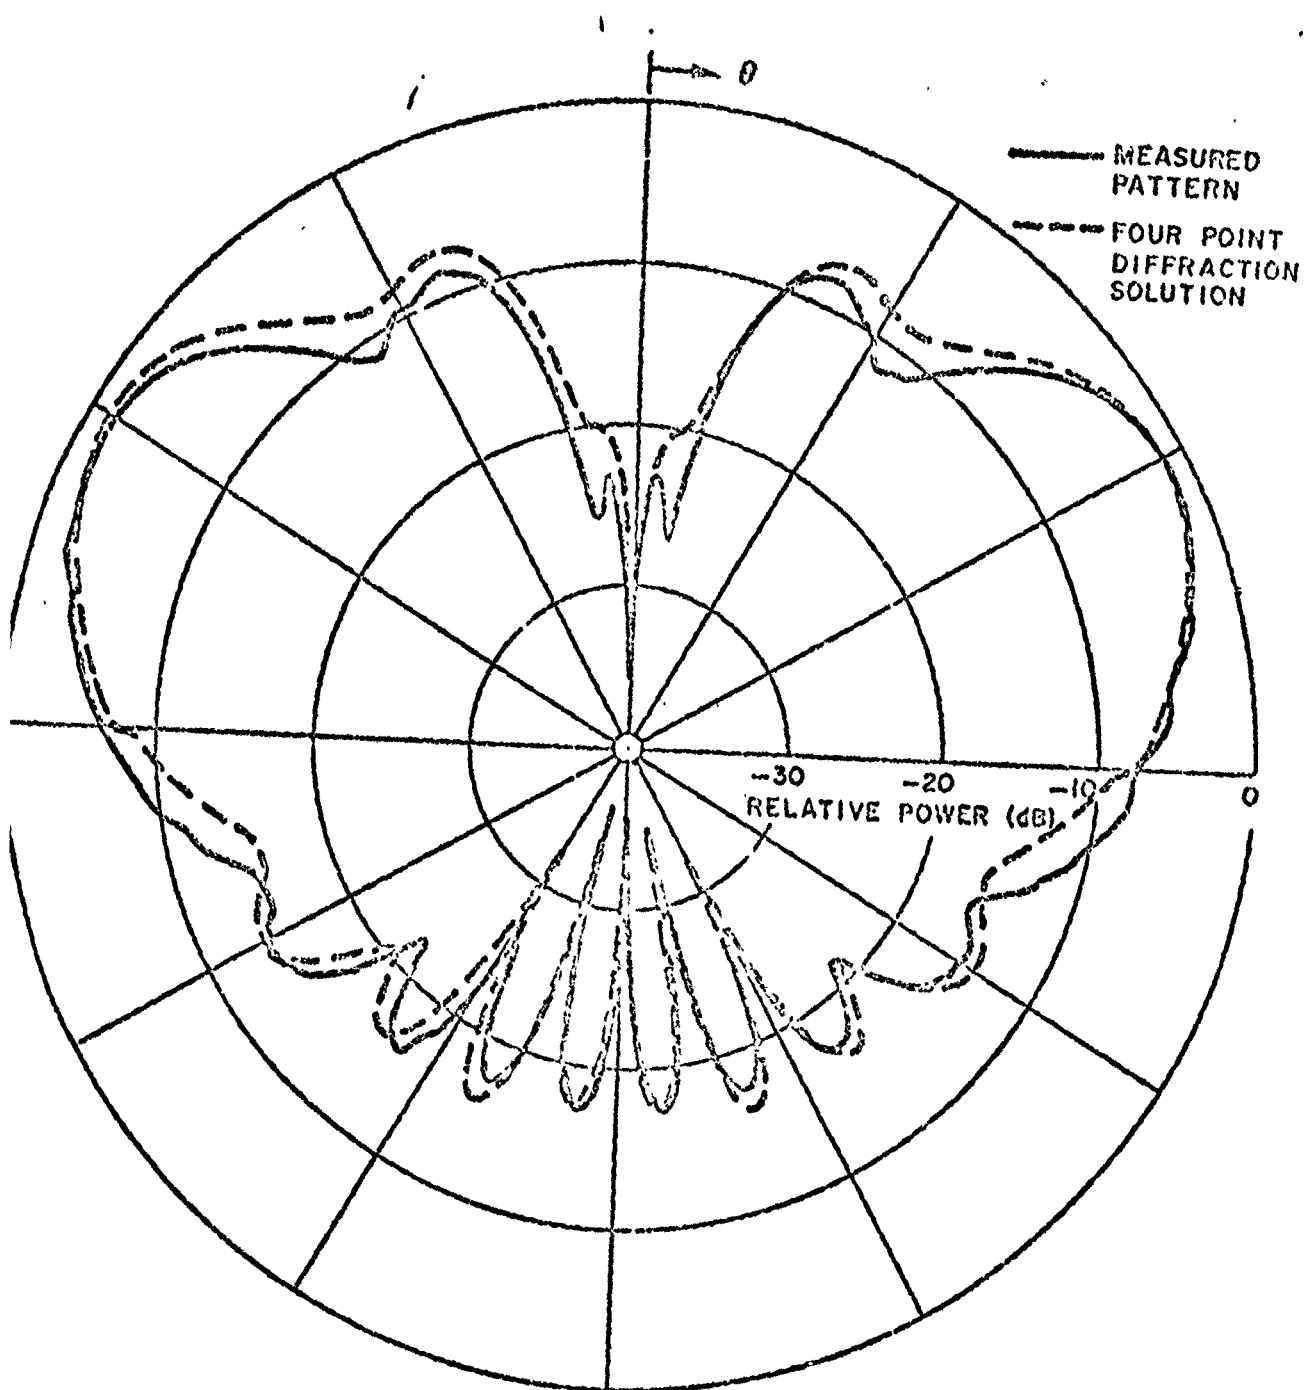 θ
MEASURED
PATTERN
FOUR POINT
DIFFRACTION
SOLUTION
-30 -20 -10 0
RELATIVE POWER (dB)